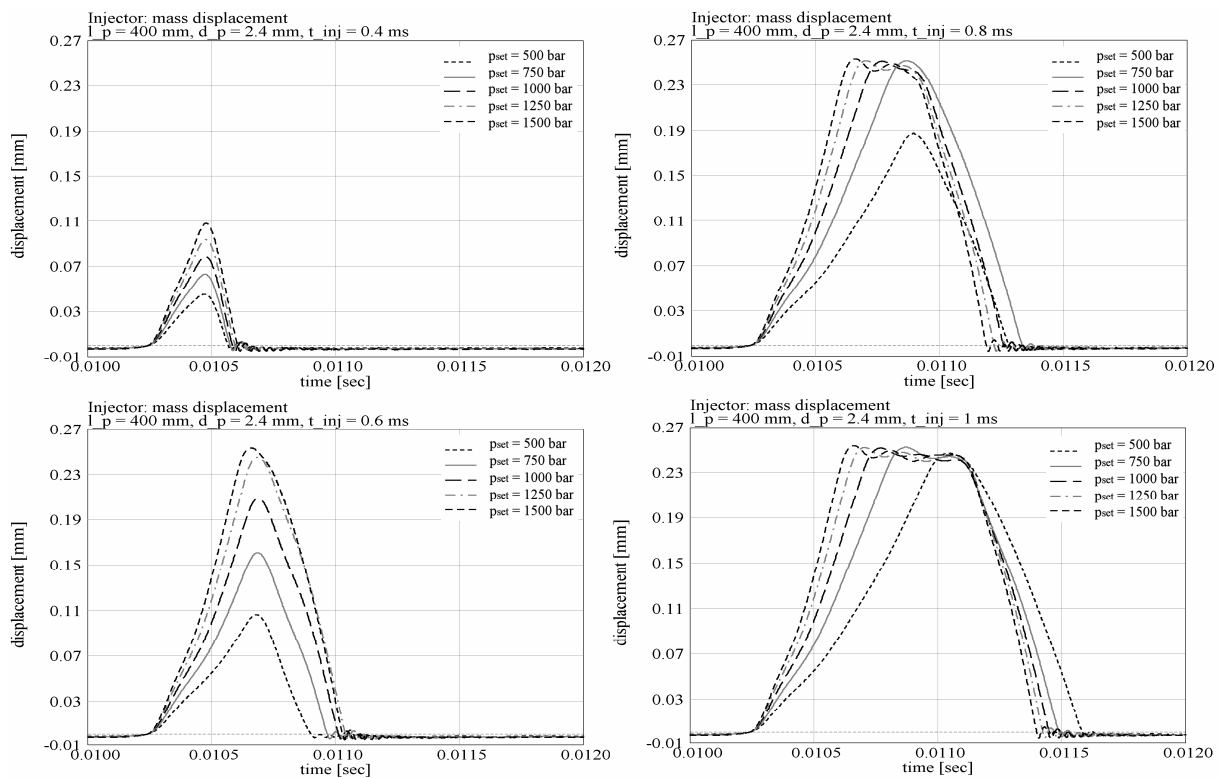 Injector: mass displacement
l_p = 400 mm, d_p = 2.4 mm, t_inj = 0.4 ms
0.27
0.23
0.19
0.15
0.11
0.07
0.03
-0.01
displacement [mm]
pset = 500 bar
pset = 750 bar
pset = 1000 bar
pset = 1250 bar
pset = 1500 bar
0.0100
0.0105
0.0110
0.0115
0.0120
time [sec]
Injector: mass displacement
l_p = 400 mm, d_p = 2.4 mm, t_inj = 0.8 ms
0.27
0.23
0.19
0.15
0.11
0.07
0.03
-0.01
displacement [mm]
pset = 500 bar
pset = 750 bar
pset = 1000 bar
pset = 1250 bar
pset = 1500 bar
0.0100
0.0105
0.0110
0.0115
0.0120
time [sec]
Injector: mass displacement
l_p = 400 mm, d_p = 2.4 mm, t_inj = 0.6 ms
0.27
0.23
0.19
0.15
0.11
0.07
0.03
-0.01
displacement [mm]
pset = 500 bar
pset = 750 bar
pset = 1000 bar
pset = 1250 bar
pset = 1500 bar
0.0100
0.0105
0.0110
0.0115
0.0120
time [sec]
Injector: mass displacement
l_p = 400 mm, d_p = 2.4 mm, t_inj = 1 ms
0.27
0.23
0.19
0.15
0.11
0.07
0.03
-0.01
displacement [mm]
pset = 500 bar
pset = 750 bar
pset = 1000 bar
pset = 1250 bar
pset = 1500 bar
0.0100
0.0105
0.0110
0.0115
0.0120
time [sec]